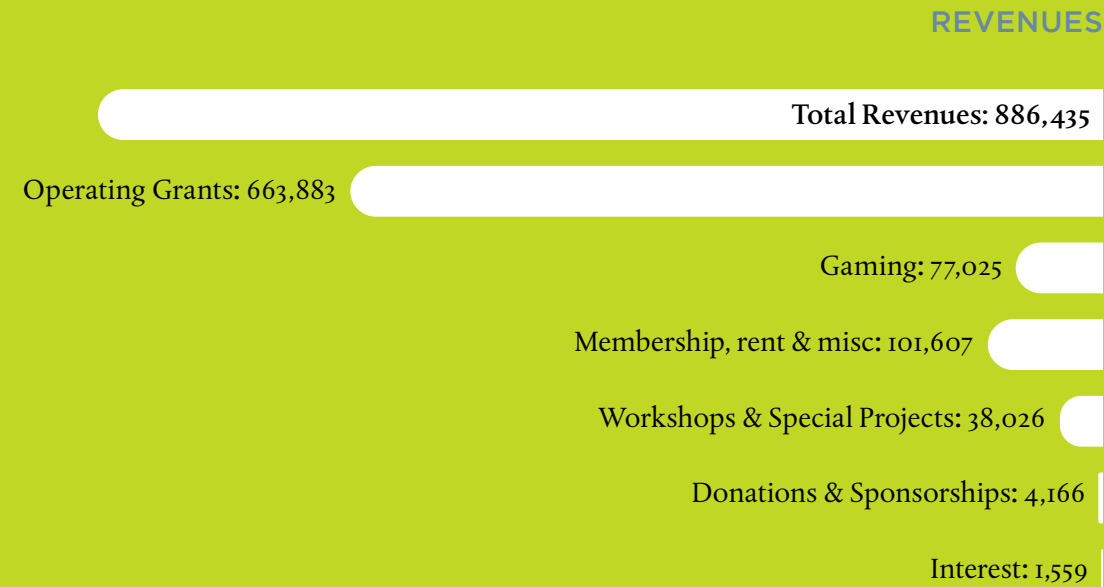 REVENUES
Total Revenues: 886,435
Operating Grants: 663,883
Gaming: 77,025
Membership, rent & misc: 101,607
Workshops & Special Projects: 38,026
Donations & Sponsorships: 4,166
Interest: 1,559